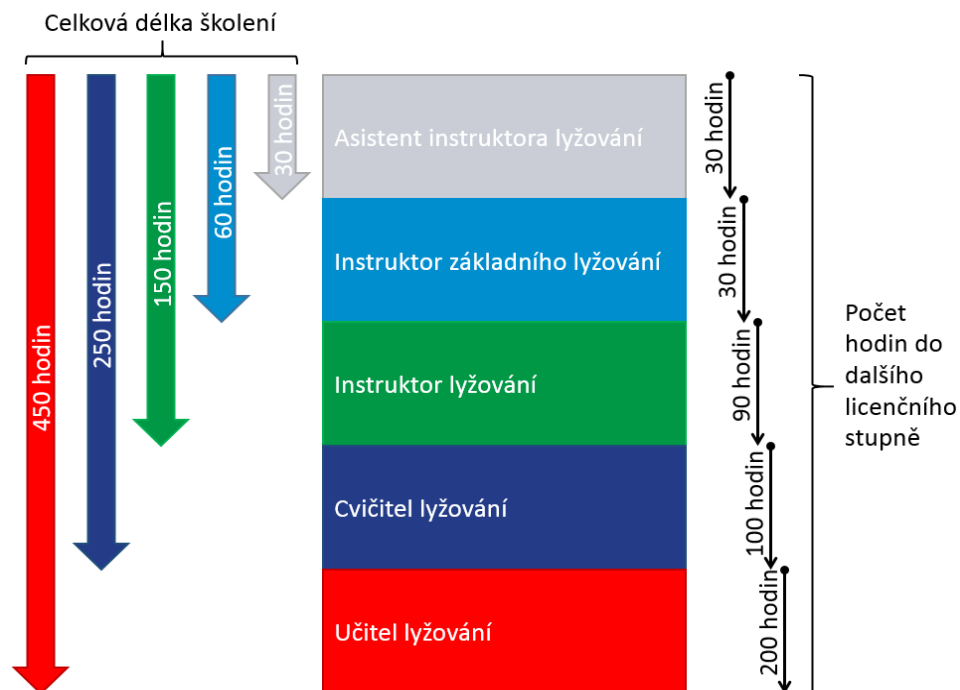 Celková délka školení
450 hodin
250 hodin
150 hodin
60 hodin
30 hodin
Asistent instruktora lyžování
Instruktor základního lyžování
Instruktor lyžování
Cvičitel lyžování
Učitel lyžování
30 hodin
30 hodin
90 hodin
100 hodin
200 hodin
Počet
hodin do
dalšího
licenčního
stupně